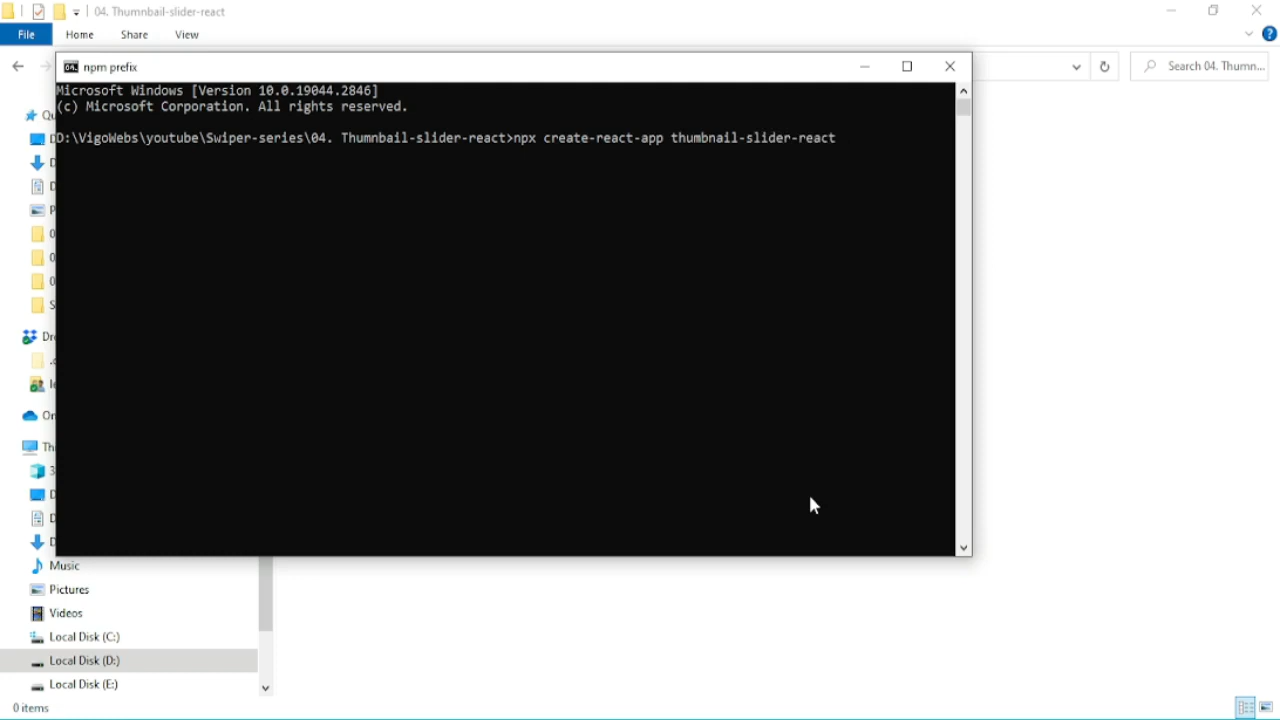 04. Thumnbail-slider-react
File Home Share View
npm prefix
Search 04. Thumn...
Microsoft Windows [Version 10.0.19044.2846]
(c) Microsoft Corporation. All rights reserved.
D:\VigoWebs\youtube\Swiper-series\04. Thumnbail-slider-react>npx create-react-app thumbnail-slider-react
Music
Pictures
Videos
Local Disk (C:)
Local Disk (D:)
Local Disk (E:)
0 items